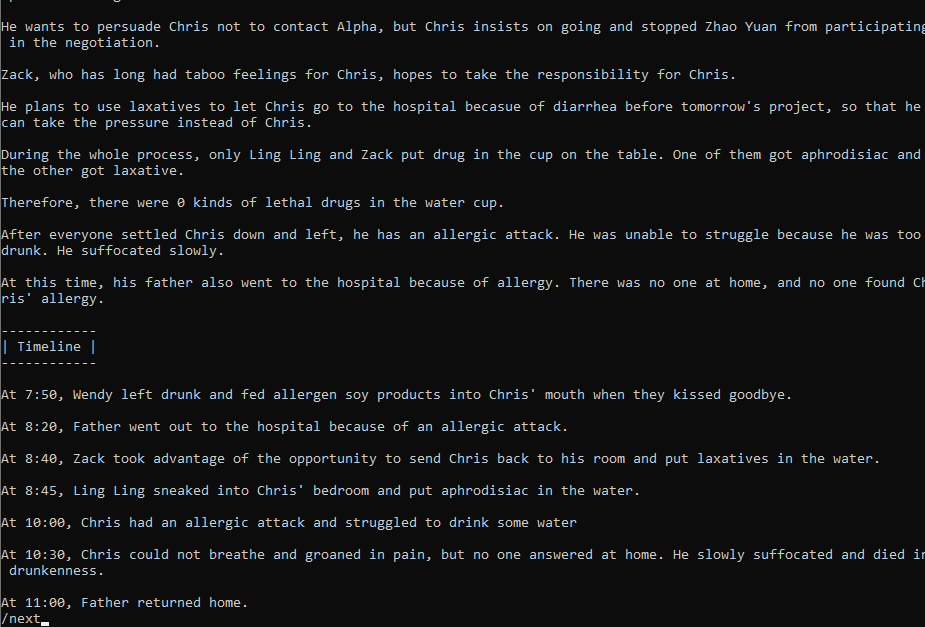 He wants to persuade Chris not to contact Alpha, but Chris insists on going and stopped Zhao Yuan from participating
in the negotiation.
Zack, who has long had taboo feelings for Chris, hopes to take the responsibility for Chris.
He plans to use laxatives to let Chris go to the hospital becasue of diarrhea before tomorrow's project, so that he
can take the pressure instead of Chris.
During the whole process, only Ling Ling and Zack put drug in the cup on the table. One of them got aphrodisiac and
the other got laxative.
Therefore, there were 0 kinds of lethal drugs in the water cup.
After everyone settled Chris down and left, he has an allergic attack. He was unable to struggle because he was too
drunk. He suffocated slowly.
At this time, his father also went to the hospital because of allergy. There was no one at home, and no one found Ch
ris' allergy.
------------
| Timeline |
------------
At 7:50, Wendy left drunk and fed allergen soy products into Chris' mouth when they kissed goodbye.
At 8:20, Father went out to the hospital because of an allergic attack.
At 8:40, Zack took advantage of the opportunity to send Chris back to his room and put laxatives in the water.
At 8:45, Ling Ling sneaked into Chris' bedroom and put aphrodisiac in the water.
At 10:00, Chris had an allergic attack and struggled to drink some water
At 10:30, Chris could not breathe and groaned in pain, but no one answered at home. He slowly suffocated and died in
drunkenness.
At 11:00, Father returned home.
/next